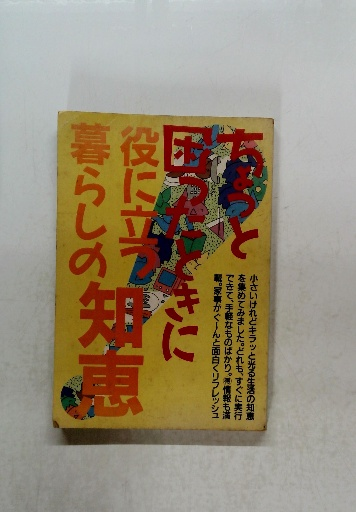 ちょっと
困ったときに
役に立つ
暮らしの知恵
小さいけれどキラッと光る生活の知恵
を集めてみました。どれも、すぐに実行
できて、手軽なものばかり。㊙情報も満
載。家事がぐーんと面白くリフレッシュ